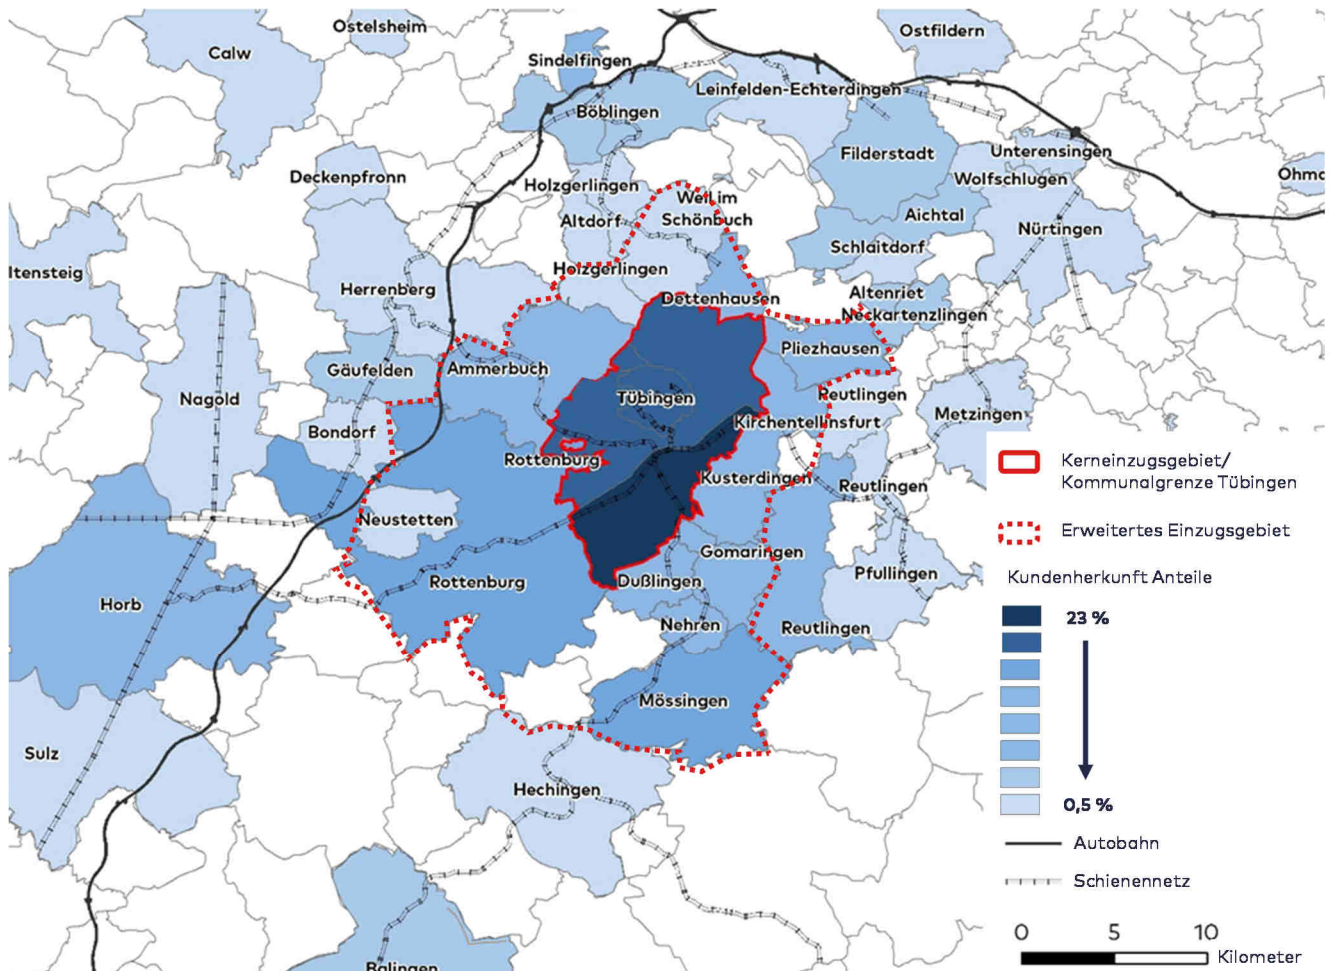 Ostelsheim
Calw
Ostfildern
Sindelfingen
Leinfelden-Echterdingen
Böblingen
Filderstadt
Unterensingen
Deckenpfronn
Holzgerlingen
Wolfschlugen
Ohmd
Weil im
Schönbuch
Altdorf
Aichtal
Nürtingen
Schlaitdorf
ltensteig
Holzgerlingen
Herrenberg
Dettenhausen
Altenriet
Neckartenzlingen
Pliezhausen
Gäufelden
Ammerbuch
Nagold
Tübingen
Reutlingen
Metzingen
Bondorf
Kirchentellinsfurt
Rottenburg
Kusterdingen
Reutlingen
Neustetten
Gomaringen
Pfullingen
Rottenburg
Dußlingen
Horb
Nehren
Reutlingen
Mössingen
Sulz
Hechingen
Balingen
Kerneinzugsgebiet/
Kommunalgrenze Tübingen
Erweitertes Einzugsgebiet
Kundenherkunft Anteile
23 %
0,5 %
Autobahn
Schienennetz
0 5 10
Kilometer